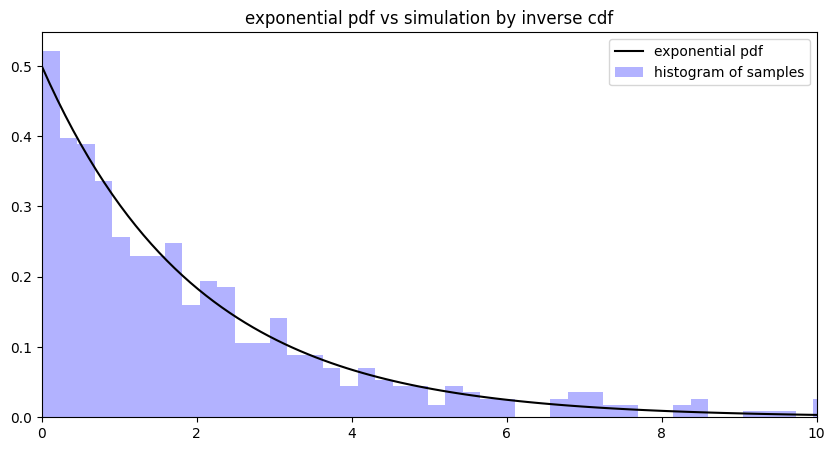 exponential pdf vs simulation by inverse cdf
exponential pdf
histogram of samples
0.5
0.4
0.3
0.2
0.1
0.0
0 2 4 6 8 10